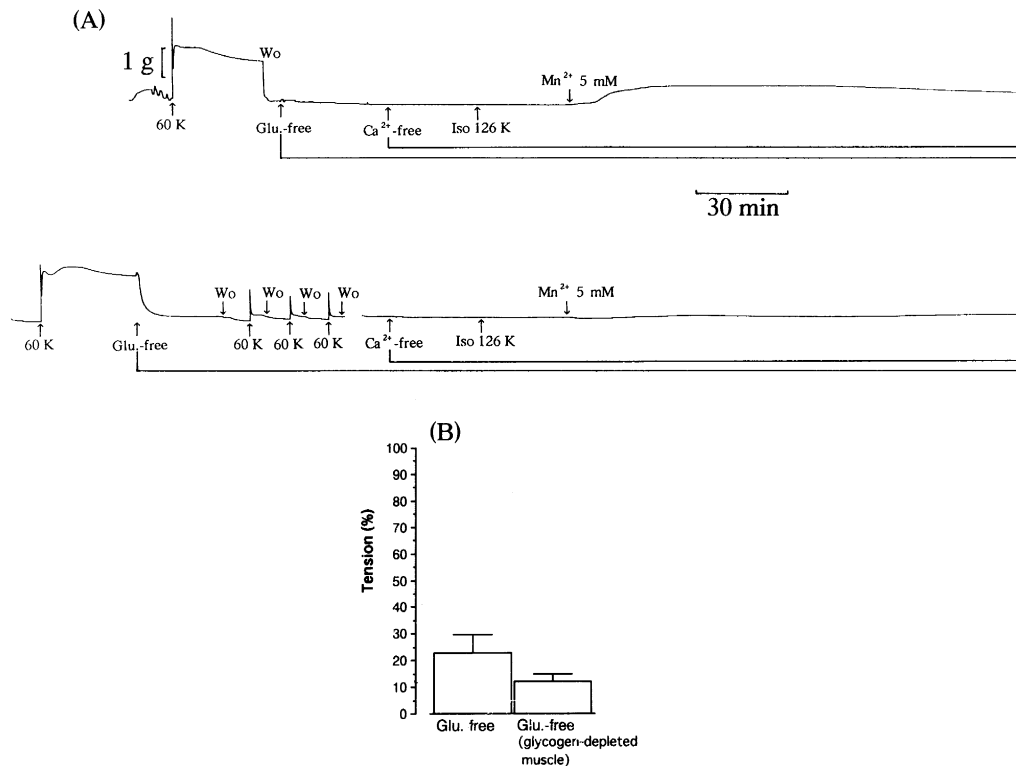 (A)
1 g
Wo
60 K
Glu.-free
Ca2+-free
Iso 126 K
Mn2+ 5 mM
30 min
60 K
Glu.-free
Wo
Wo
Wo
Wo
60 K
60 K
60 K
Ca2+-free
Iso 126 K
Mn2+ 5 mM
(B)
Tension (%)
100
90
80
70
60
50
40
30
20
10
0
Glu. free
Glu.-free
(glycogen-depleted
muscle)